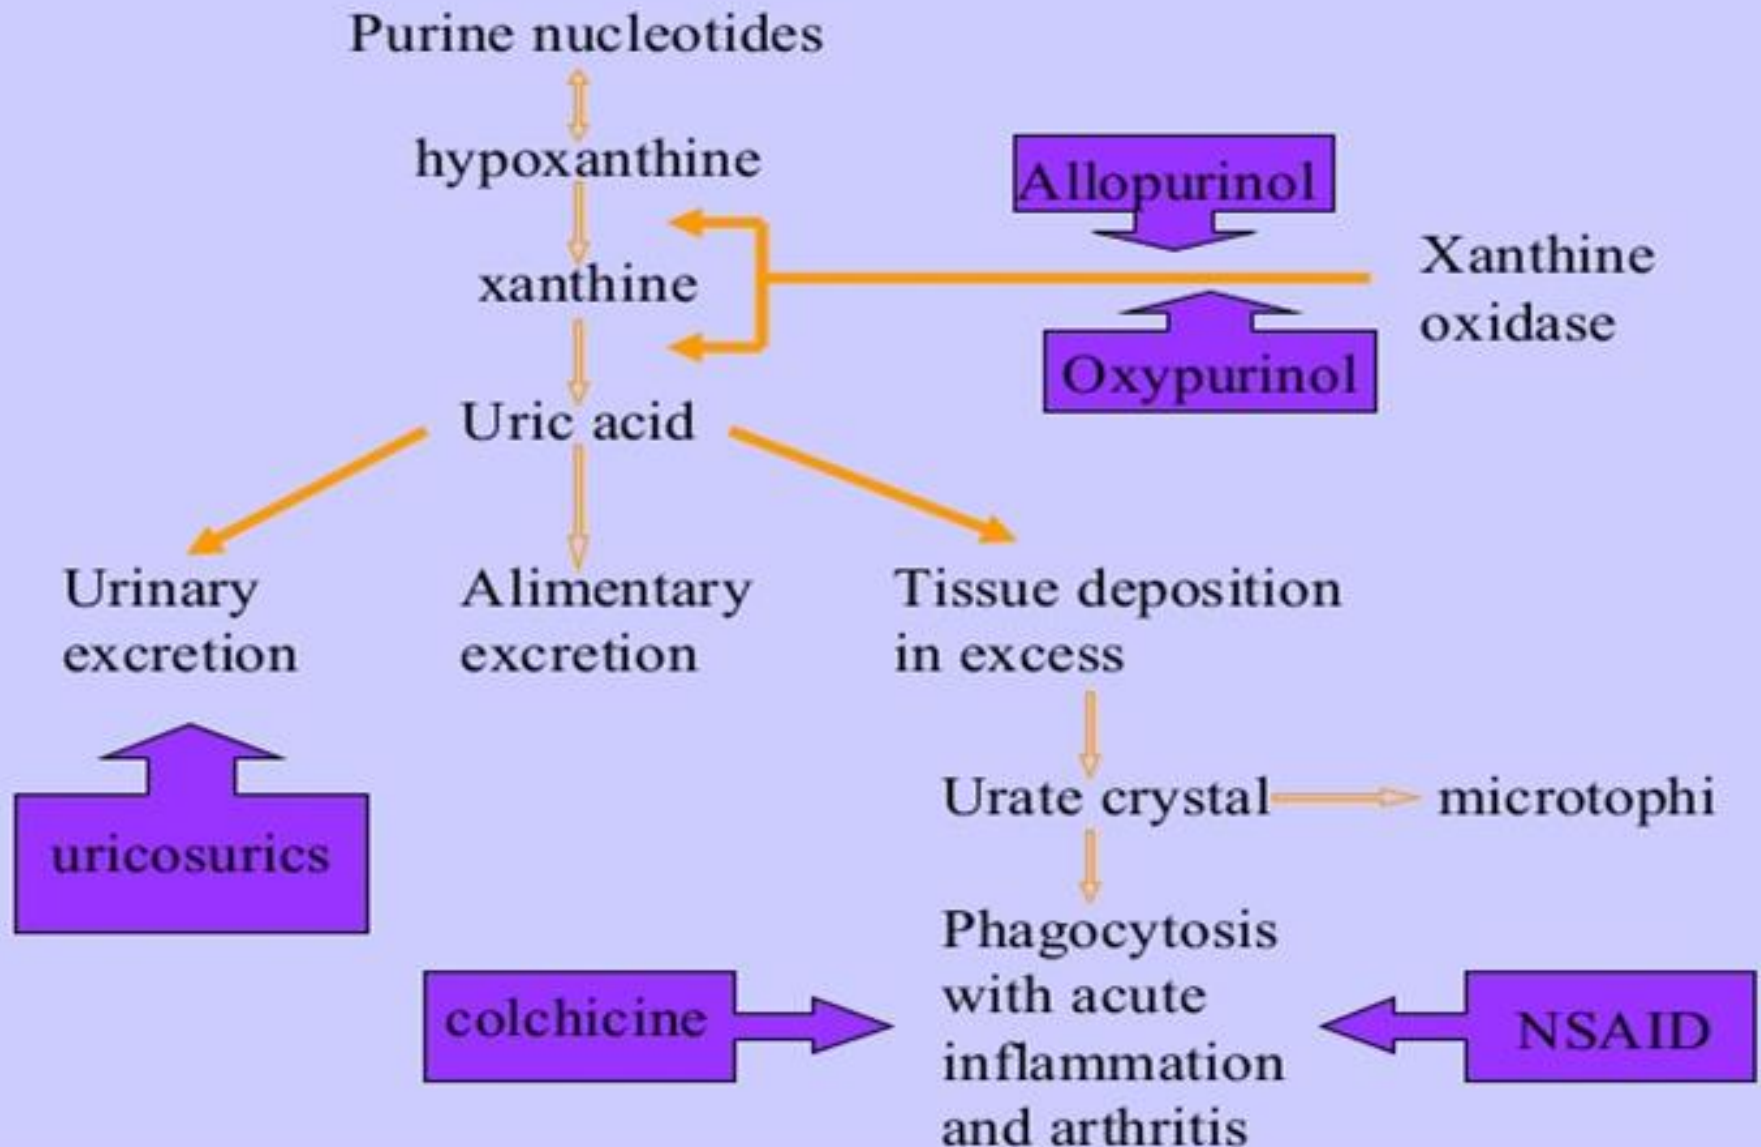 Purine nucleotides
hypoxanthine
Allopurinol
xanthine
Xanthine
oxidase
Oxypurinol
Uric acid
Urinary
excretion
Alimentary
excretion
Tissue deposition
in excess
Urate crystal
microtophi
uricosurics
Phagocytosis
with acute
inflammation
and arthritis
colchicine
NSAID